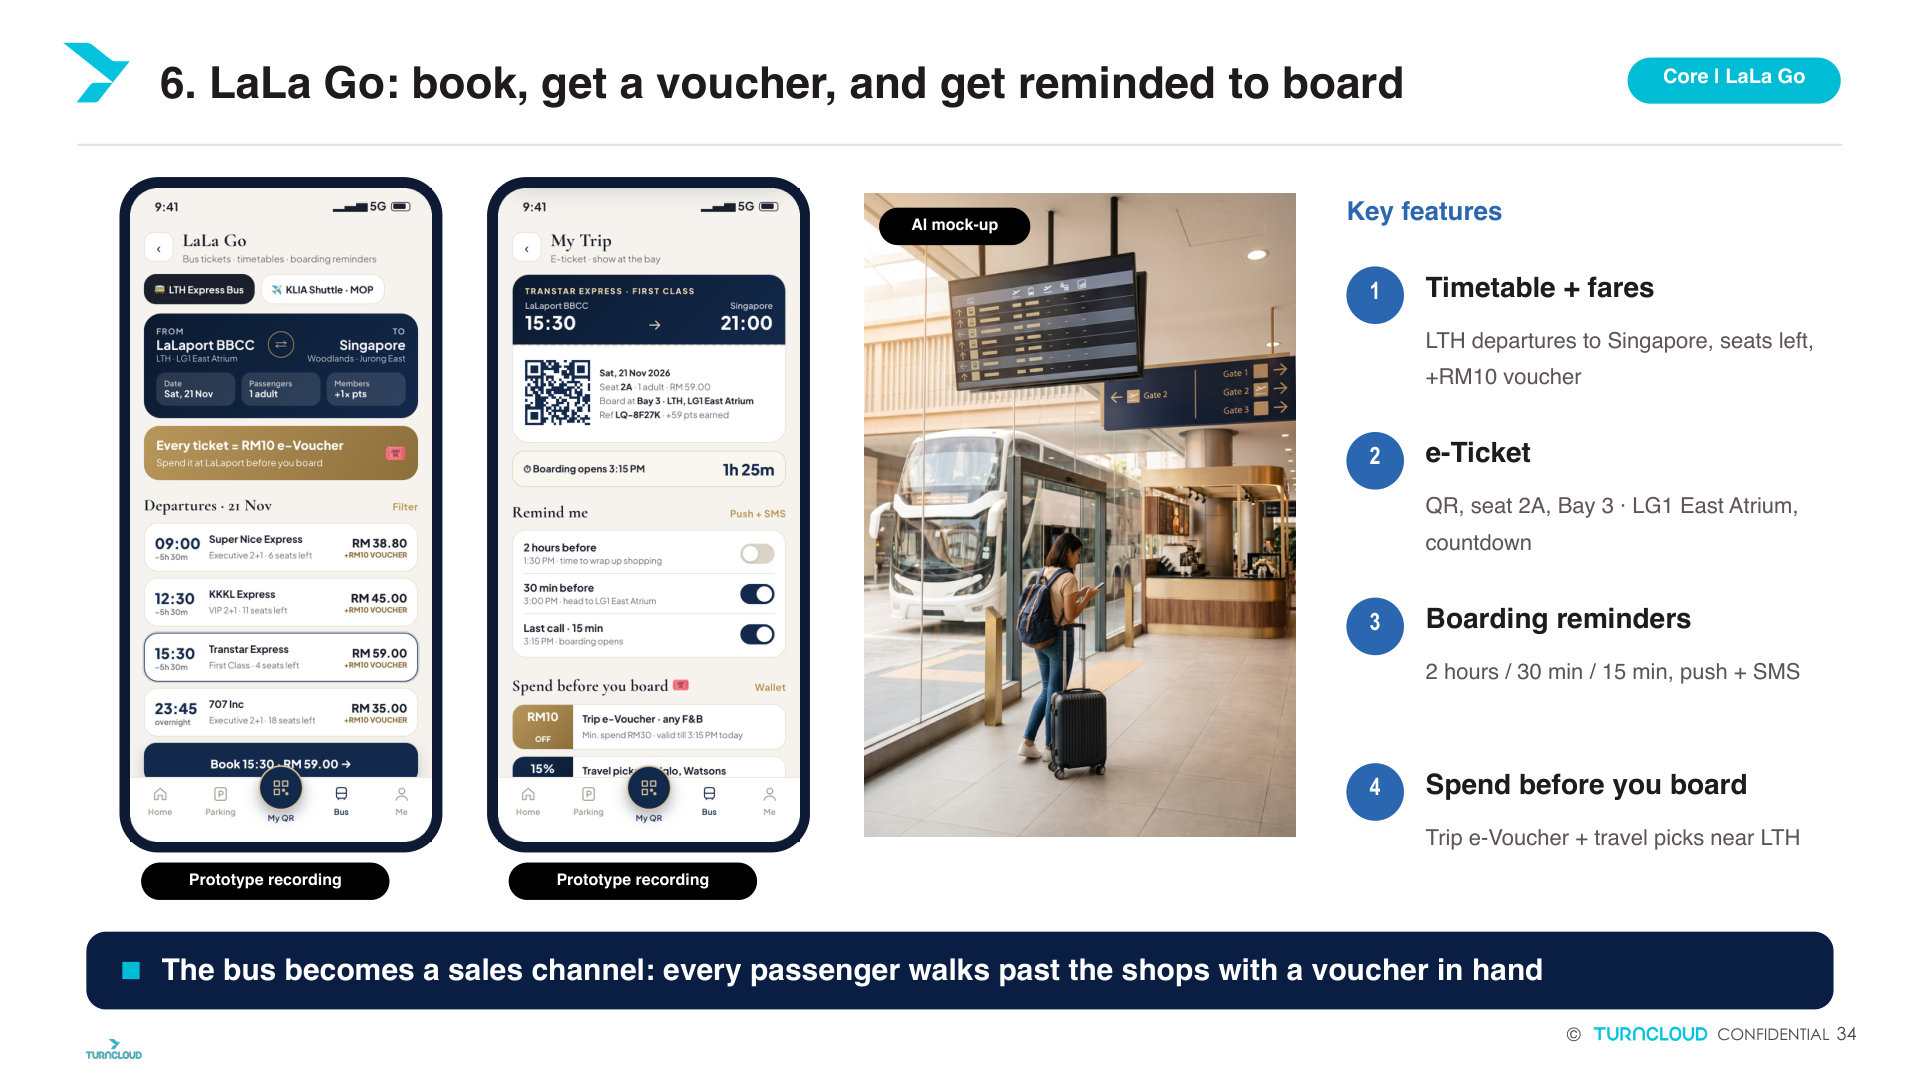 6. LaLa Go: book, get a voucher, and get reminded to board
Core | LaLa Go
9:41
5G
LaLa Go
Bus tickets · timetables · boarding reminders
LTH Express Bus
KLIA Shuttle · MOP
FROM
TO
LaLaport BBCC
Singapore
LTH · LG1 East Atrium
Woodlands · Jurong East
Date
Sat, 21 Nov
Passengers
1 adult
Members
+1x pts
Every ticket = RM10 e-Voucher
Spend it at LaLaport before you board
Departures · 21 Nov
Filter
09:00
~5h 30m
Super Nice Express
Executive 2+1 · 6 seats left
RM 38.80
+RM10 VOUCHER
12:30
~5h 30m
KKKL Express
VIP 2+1 · 11 seats left
RM 45.00
+RM10 VOUCHER
15:30
~5h 30m
Transtar Express
First Class · 4 seats left
RM 59.00
+RM10 VOUCHER
23:45
overnight
707 Inc
Executive 2+1 · 18 seats left
RM 35.00
+RM10 VOUCHER
Book 15:30 · RM 59.00 →
Home
Parking
My QR
Bus
Me
Prototype recording
9:41
5G
My Trip
E-ticket · show at the bay
TRANSTAR EXPRESS · FIRST CLASS
LaLaport BBCC
Singapore
15:30
→
21:00
Sat, 21 Nov 2026
Seat 2A · 1 adult · RM 59.00
Board at Bay 3 · LTH, LG1 East Atrium
Ref LQ-8F27K · +59 pts earned
Boarding opens 3:15 PM
1h 25m
Remind me
Push + SMS
2 hours before
1:30 PM · time to wrap up shopping
30 min before
3:00 PM · head to LG1 East Atrium
Last call · 15 min
3:15 PM · boarding opens
Spend before you board
Wallet
RM10
OFF
Trip e-Voucher · any F&B
Min. spend RM30 · valid till 3:15 PM today
15%
Travel pick
glo, Watsons
Home
Parking
My QR
Bus
Me
Prototype recording
AI mock-up
Gate 2
Gate 1
Gate 2
Gate 3
Key features
1
Timetable + fares
LTH departures to Singapore, seats left,
+RM10 voucher
2
e-Ticket
QR, seat 2A, Bay 3 · LG1 East Atrium,
countdown
3
Boarding reminders
2 hours / 30 min / 15 min, push + SMS
4
Spend before you board
Trip e-Voucher + travel picks near LTH
The bus becomes a sales channel: every passenger walks past the shops with a voucher in hand
TURNCLOUD
© TURNCLOUD CONFIDENTIAL 34